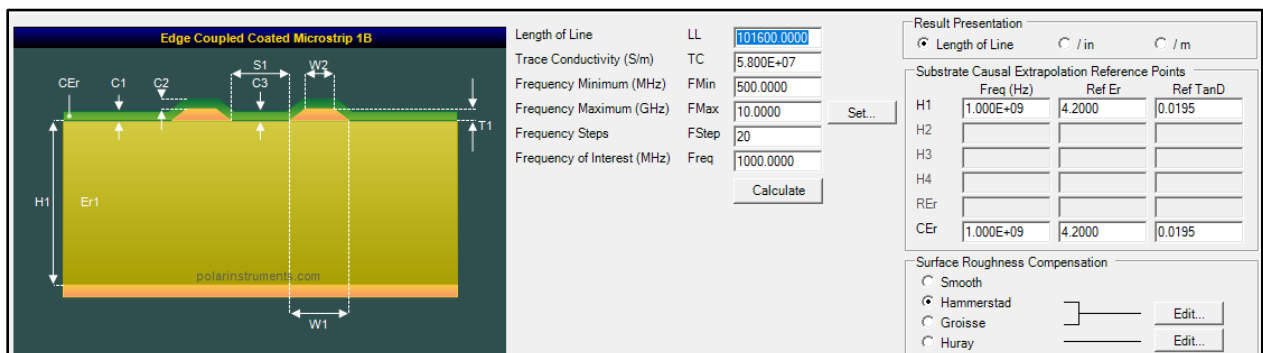 Edge Coupled Coated Microstrip 1B
CEr C1 C2 S1 C3 W2
T1
H1 Er1
polarinstruments.com
W1
Length of Line LL 101600.0000
Trace Conductivity (S/m) TC 5.800E+07
Frequency Minimum (MHz) FMin 500.0000
Frequency Maximum (GHz) FMax 10.0000 Set...
Frequency Steps FStep 20
Frequency of Interest (MHz) Freq 1000.0000
Calculate
Result Presentation
Length of Line / in / m
Substrate Causal Extrapolation Reference Points
Freq (Hz) Ref Er Ref TanD
H1 1.000E+09 4.2000 0.0195
H2
H3
H4
REr
CEr 1.000E+09 4.2000 0.0195
Surface Roughness Compensation
Smooth
Hammerstad
Edit...
Groisse
Huray Edit...